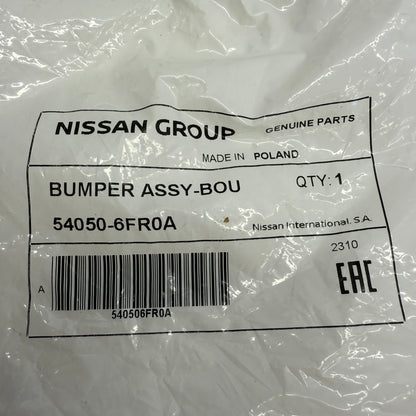 NISSAN GROUP GENUINE PARTS
MADE IN POLAND
BUMPER ASSY-BOU QTY: 1
54050-6FR0A Nissan International. S.A.
2310
A EAC
540506FR0A